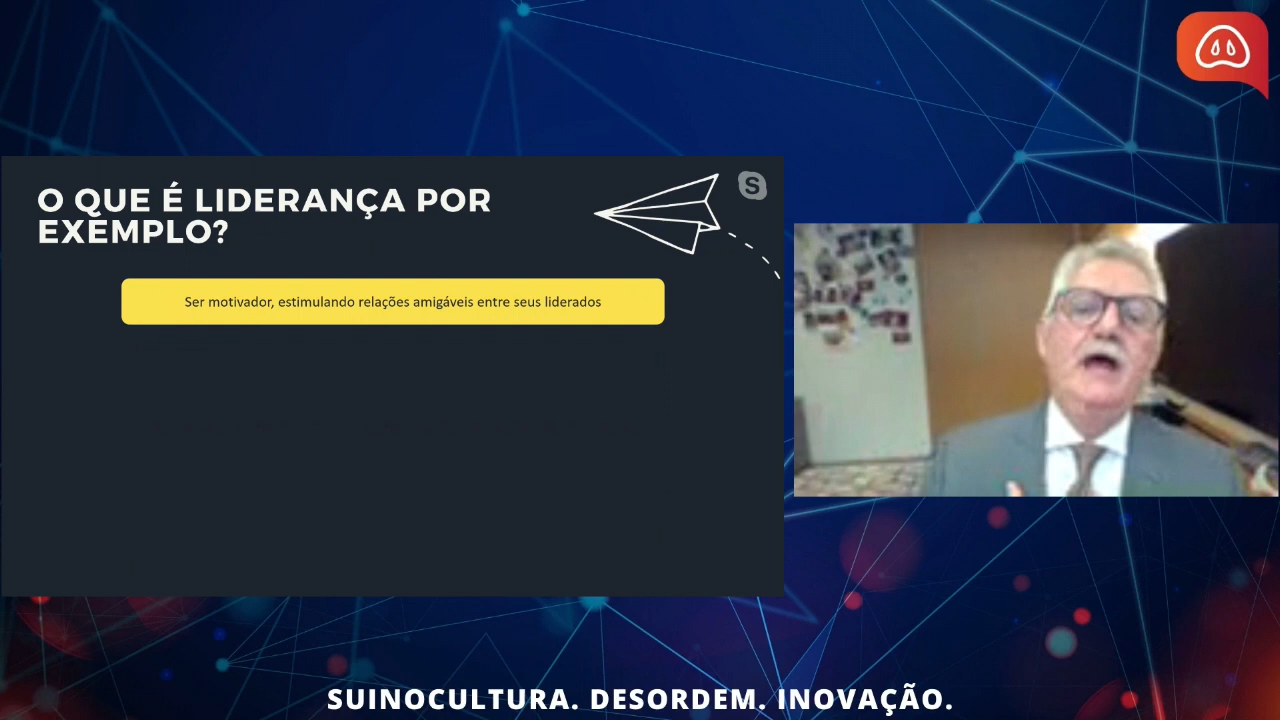 O QUE É LIDERANÇA POR
EXEMPLO?
S
Ser motivador, estimulando relações amigáveis entre seus liderados
SUINOCULTURA. DESORDEM. INOVAÇÃO.